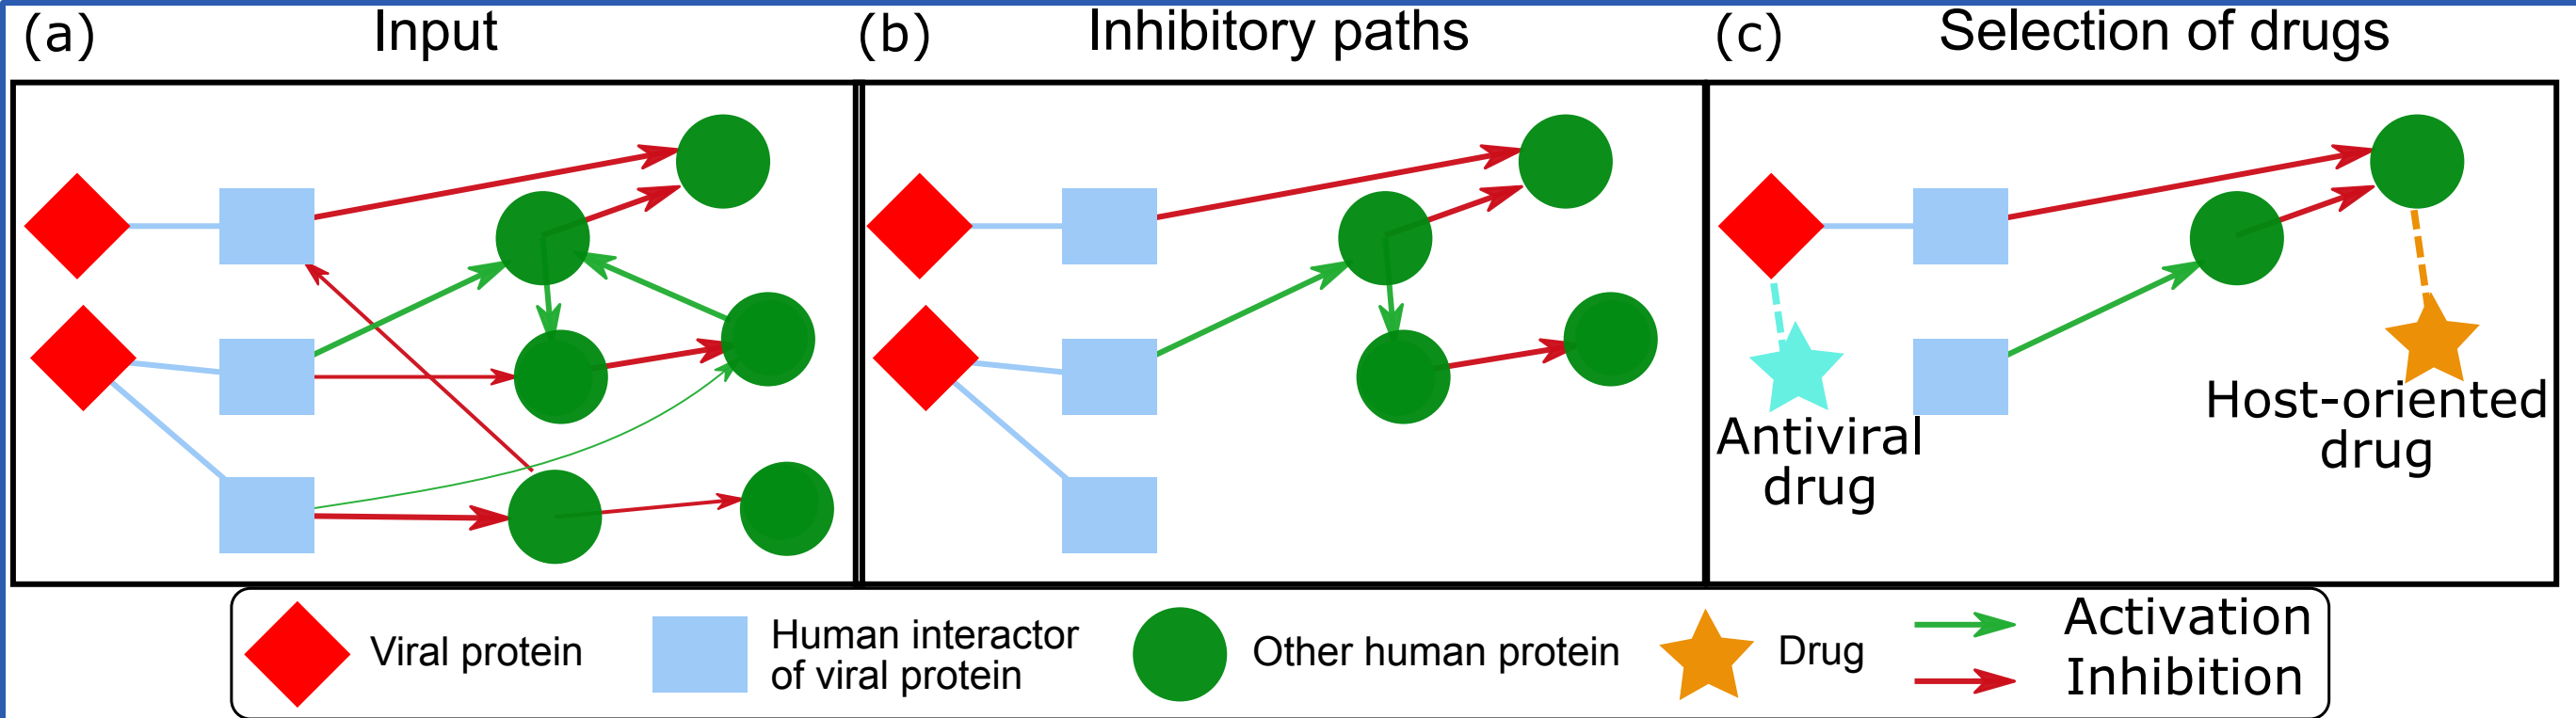 (a) Input
(b) Inhibitory paths
(c) Selection of drugs
Antiviral
drug
Host-oriented
drug
Viral protein
Human interactor
of viral protein
Other human protein
Drug
Activation
Inhibition